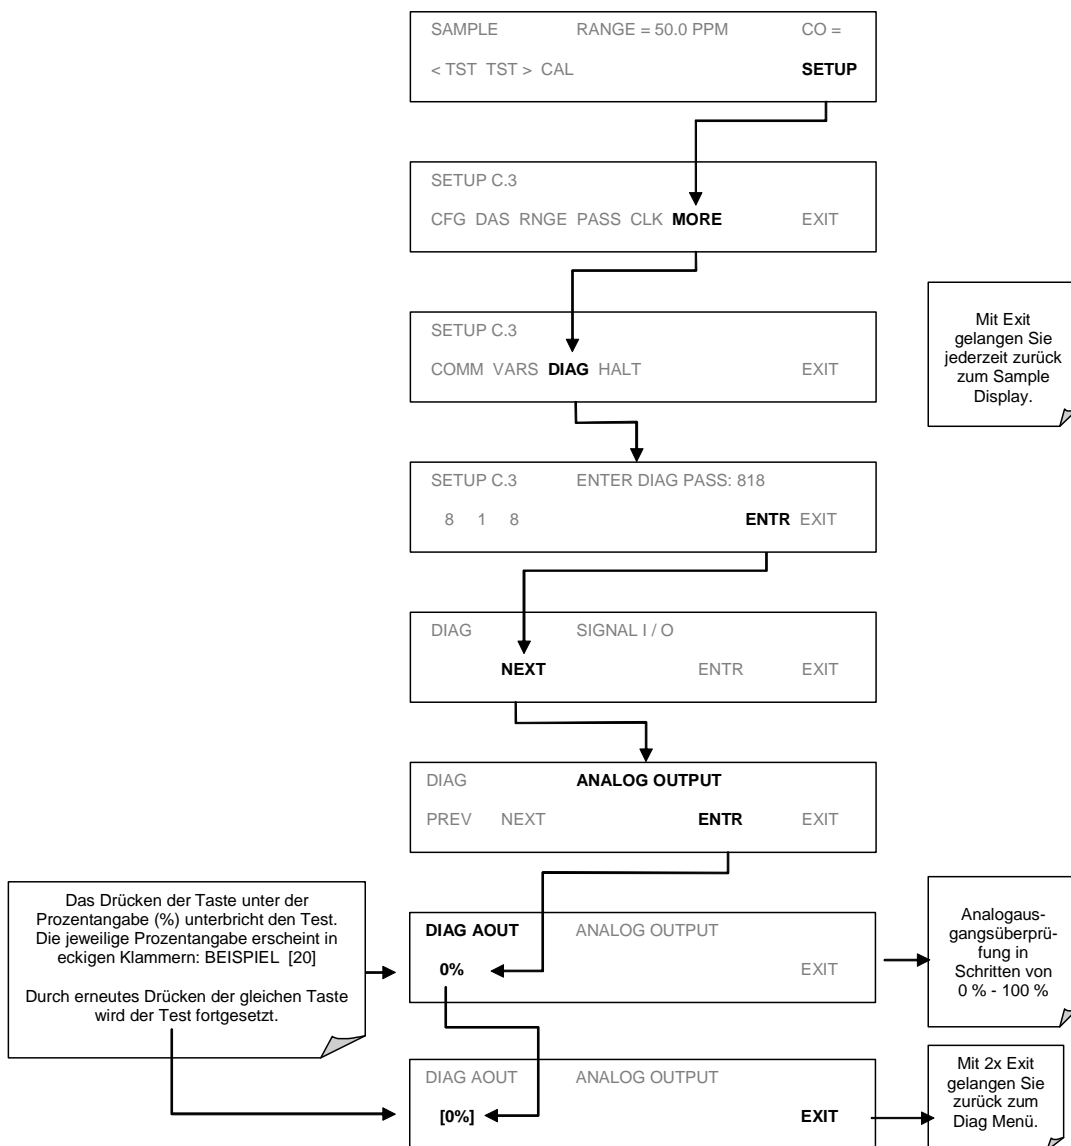 SAMPLE RANGE = 50.0 PPM CO =
< TST TST > CAL SETUP
SETUP C.3
CFG DAS RNGE PASS CLK MORE EXIT
SETUP C.3
COMM VARS DIAG HALT EXIT
Mit Exit
gelangen Sie
jederzeit zurück
zum Sample
Display.
SETUP C.3 ENTER DIAG PASS: 818
8 1 8 ENTR EXIT
DIAG SIGNAL I / O
NEXT ENTR EXIT
DIAG ANALOG OUTPUT
PREV NEXT ENTR EXIT
Das Drücken der Taste unter der
Prozentangabe (%) unterbricht den Test.
Die jeweilige Prozentangabe erscheint in
eckigen Klammern: BEISPIEL [20]
Durch erneutes Drücken der gleichen Taste
wird der Test fortgesetzt.
DIAG AOUT ANALOG OUTPUT
0% EXIT
Analogaus-
gangsüberprü-
fung in
Schritten von
0 % - 100 %
DIAG AOUT ANALOG OUTPUT
[0%] EXIT
Mit 2x Exit
gelangen Sie
zurück zum
Diag Menü.